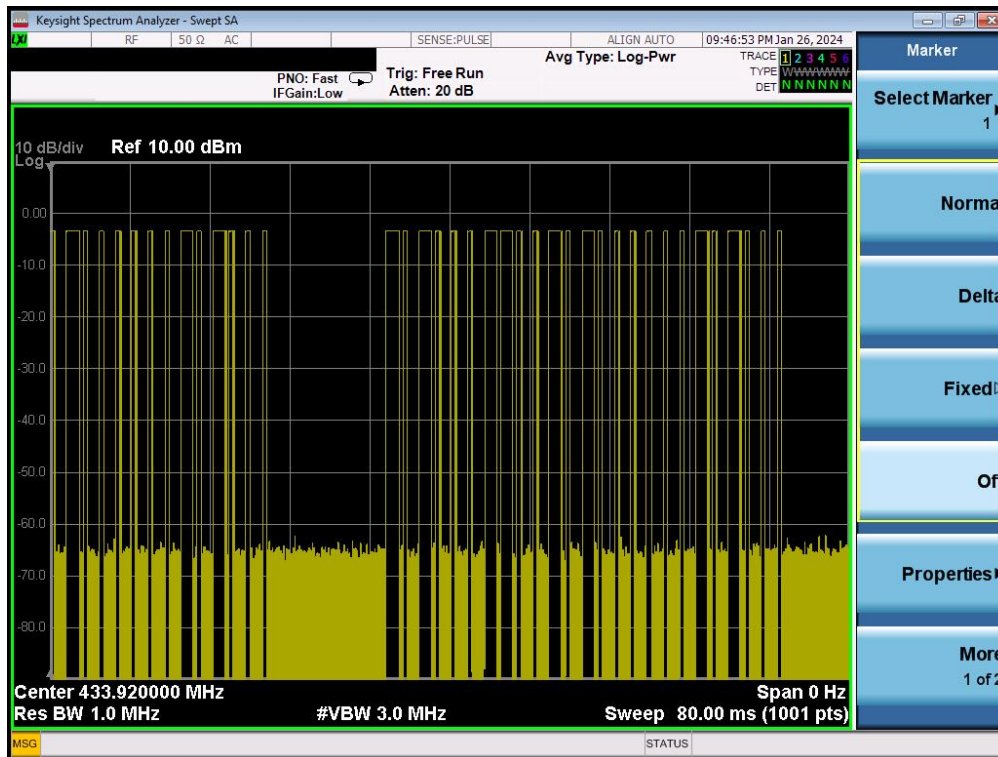 Keysight Spectrum Analyzer - Swept SA
LXI RF 50 Ω AC SENSE:PULSE ALIGN AUTO 09:46:53 PM Jan 26, 2024
Avg Type: Log-Pwr TRACE 1 2 3 4 5 6
PNO: Fast Trig: Free Run TYPE WWWWWW
IFGain:Low Atten: 20 dB DET N N N N N N
10 dB/div Ref 10.00 dBm
Log
0.00
-10.0
-20.0
-30.0
-40.0
-50.0
-60.0
-70.0
-80.0
Center 433.920000 MHz Span 0 Hz
Res BW 1.0 MHz #VBW 3.0 MHz Sweep 80.00 ms (1001 pts)
MSG STATUS
Marker
Select Marker
1
Norma
Delta
Fixed
Of
Properties
More
1 of 2